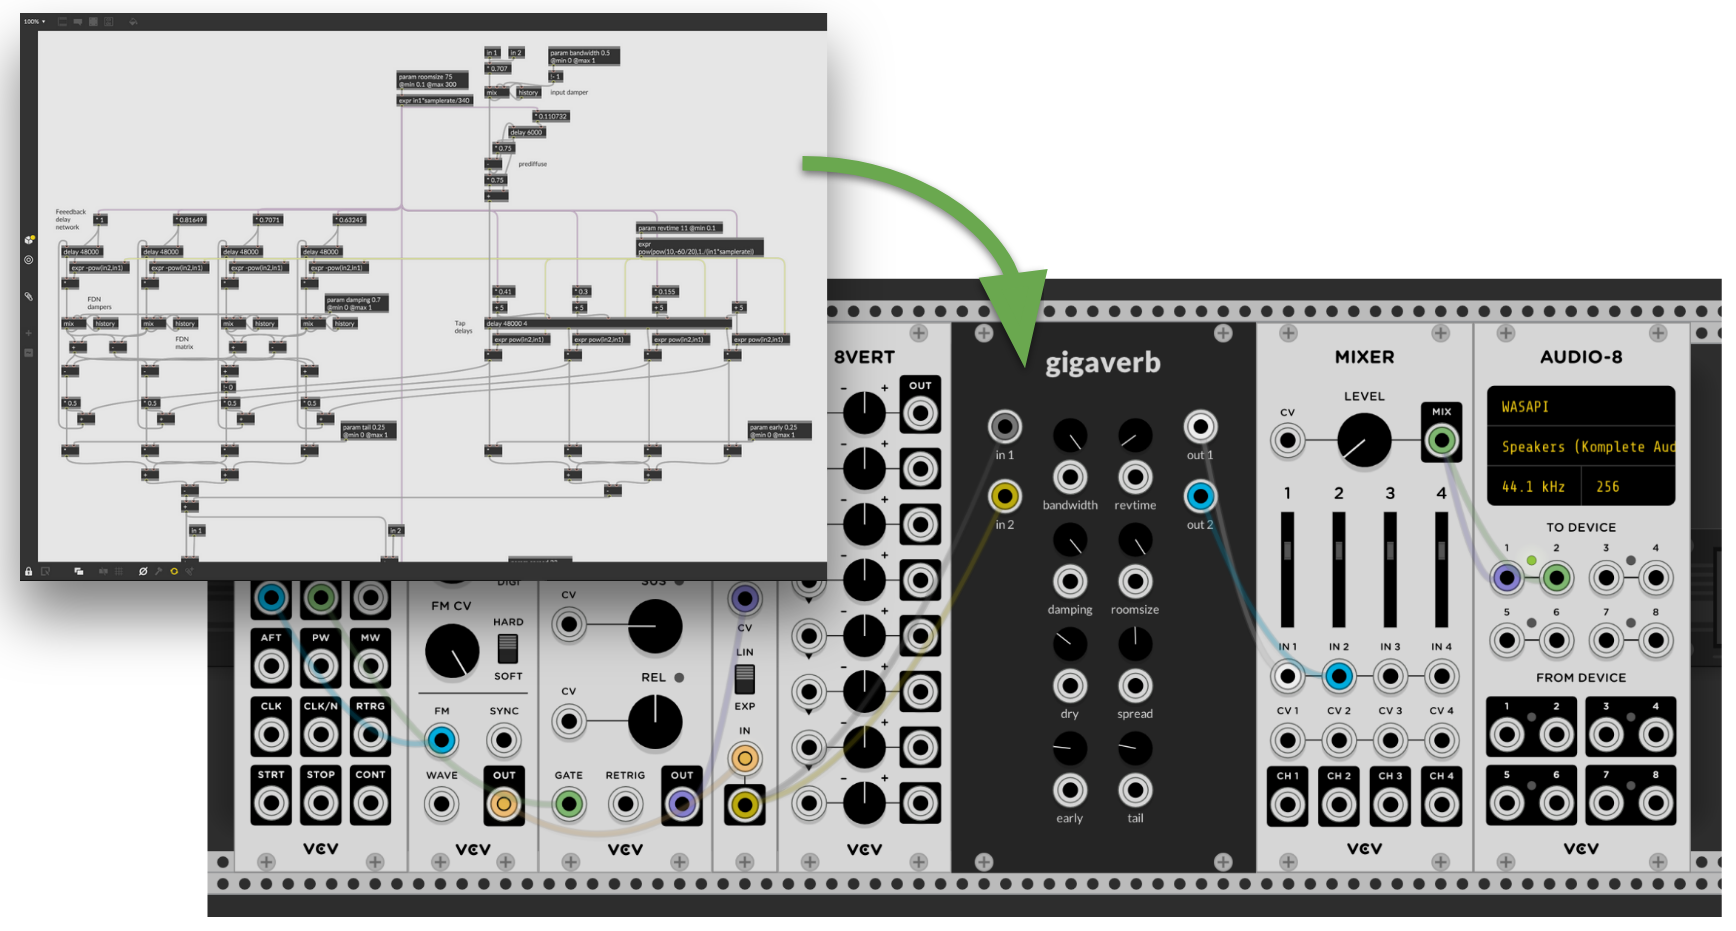 100%
in 1
in 2
* 0.707
param bandwidth 0.5
@min 0 @max 1
!- 1
mix
history
input damper
param roomsize 75
@min 0.1 @max 300
expr in1*samplerate/340
* 0.110732
delay 6000
* 0.75
prediffuse
-
* 0.75
+
Feeedback
delay
network
* 1
* 0.81649
* 0.7071
* 0.63245
delay 48000
delay 48000
delay 48000
delay 48000
expr -pow(in2,in1)
expr -pow(in2,in1)
expr -pow(in2,in1)
expr -pow(in2,in1)
param revtime 11 @min 0.1
expr
pow(pow(10,-60/20),1./(in1*samplerate))
FDN
dampers
param damping 0.7
@min 0 @max 1
* 0.41
* 0.3
* 0.155
+ 5
+ 5
+ 5
+ 5
mix
history
mix
history
mix
history
mix
history
FDN
matrix
Tap
delays
delay 48000 4
expr pow(in2,in1)
expr pow(in2,in1)
expr pow(in2,in1)
expr pow(in2,in1)
!- 0
* 0.5
* 0.5
* 0.5
* 0.5
param tail 0.25
@min 0 @max 1
param early 0.25
@min 0 @max 1
in 1
in 2
DIGI
FM CV
HARD
SOFT
AFT
PW
MW
CLK
CLK/N
RTRG
STRT
STOP
CONT
VCV
FM
SYNC
WAVE
OUT
VCV
SUS
CV
REL
CV
GATE
RETRIG
OUT
VCV
CV
LIN
EXP
IN
8VERT
OUT
- +
- +
- +
- +
- +
- +
- +
- +
VCV
gigaverb
in 1
in 2
out 1
out 2
bandwidth
revtime
damping
roomsize
dry
spread
early
tail
MIXER
LEVEL
CV
MIX
1 2 3 4
IN 1 IN 2 IN 3 IN 4
CV 1 CV 2 CV 3 CV 4
CH 1 CH 2 CH 3 CH 4
VCV
AUDIO-8
WASAPI
Speakers (Komplete Aud
44.1 kHz 256
TO DEVICE
1 2 3 4
5 6 7 8
FROM DEVICE
1 2 3 4
5 6 7 8
VCV